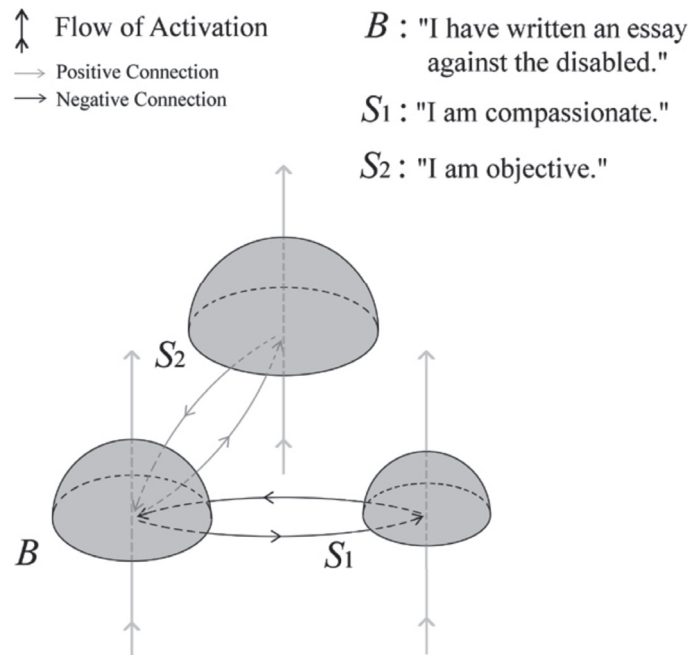 Flow of Activation
Positive Connection
Negative Connection
B : "I have written an essay
against the disabled."
S1 : "I am compassionate."
S2 : "I am objective."
S2
B
S1